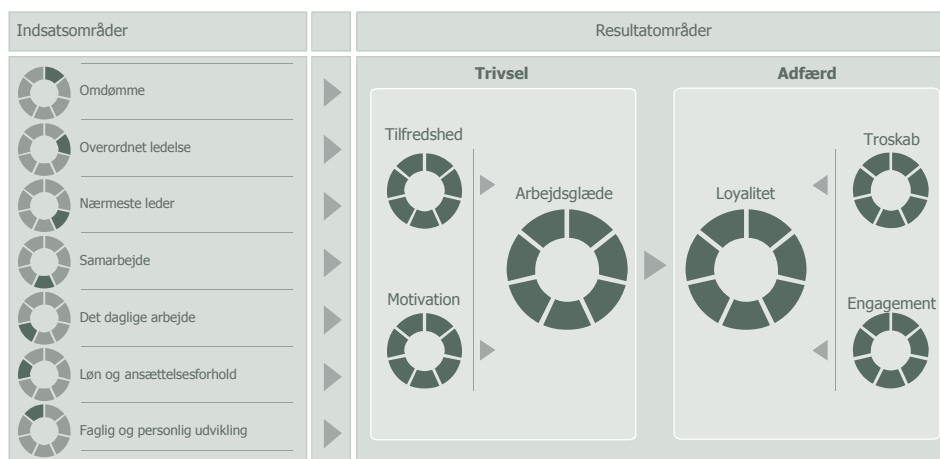 Indsatsområder
Resultatområder
Omdømme
Overordnet ledelse
Nærmeste leder
Samarbejde
Det daglige arbejde
Løn og ansættelsesforhold
Faglig og personlig udvikling
Trivsel
Tilfredshed
Arbejdsglæde
Motivation
Adfærd
Troskab
Loyalitet
Engagement